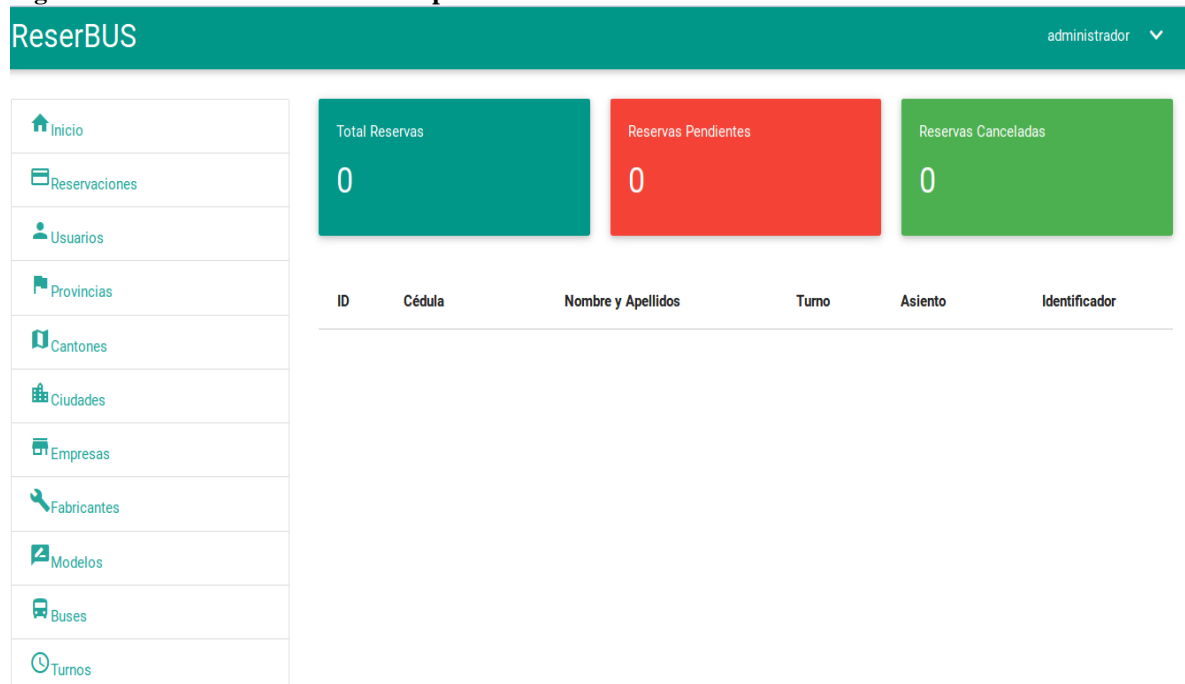 ReserBUS
administrador
Inicio
Reservaciones
Usuarios
Provincias
Cantones
Ciudades
Empresas
Fabricantes
Modelos
Buses
Turnos
Total Reservas
0
Reservas Pendientes
0
Reservas Canceladas
0
ID Cédula Nombre y Apellidos Turno Asiento Identificador